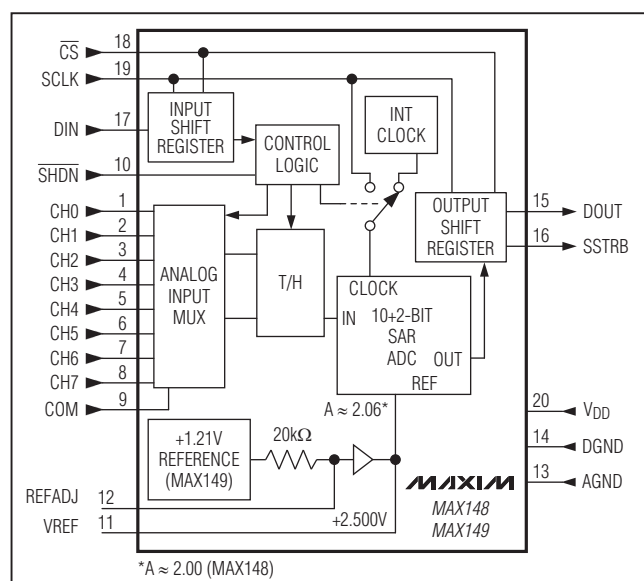 CS 18
SCLK 19
DIN 17
SHDN 10
CH0 1
CH1 2
CH2 3
CH3 4
CH4 5
CH5 6
CH6 7
CH7 8
COM 9
INPUT
SHIFT
REGISTER
CONTROL
LOGIC
INT
CLOCK
OUTPUT
SHIFT
REGISTER
15 DOUT
16 SSTRB
ANALOG
INPUT
MUX
T/H
CLOCK
IN 10+2-BIT
SAR
ADC OUT
REF
A ≈ 2.06*
+1.21V
REFERENCE
(MAX149)
20kΩ
REFADJ 12
VREF 11
+2.500V
20 VDD
14 DGND
13 AGND
MAXIM
MAX148
MAX149
*A ≈ 2.00 (MAX148)